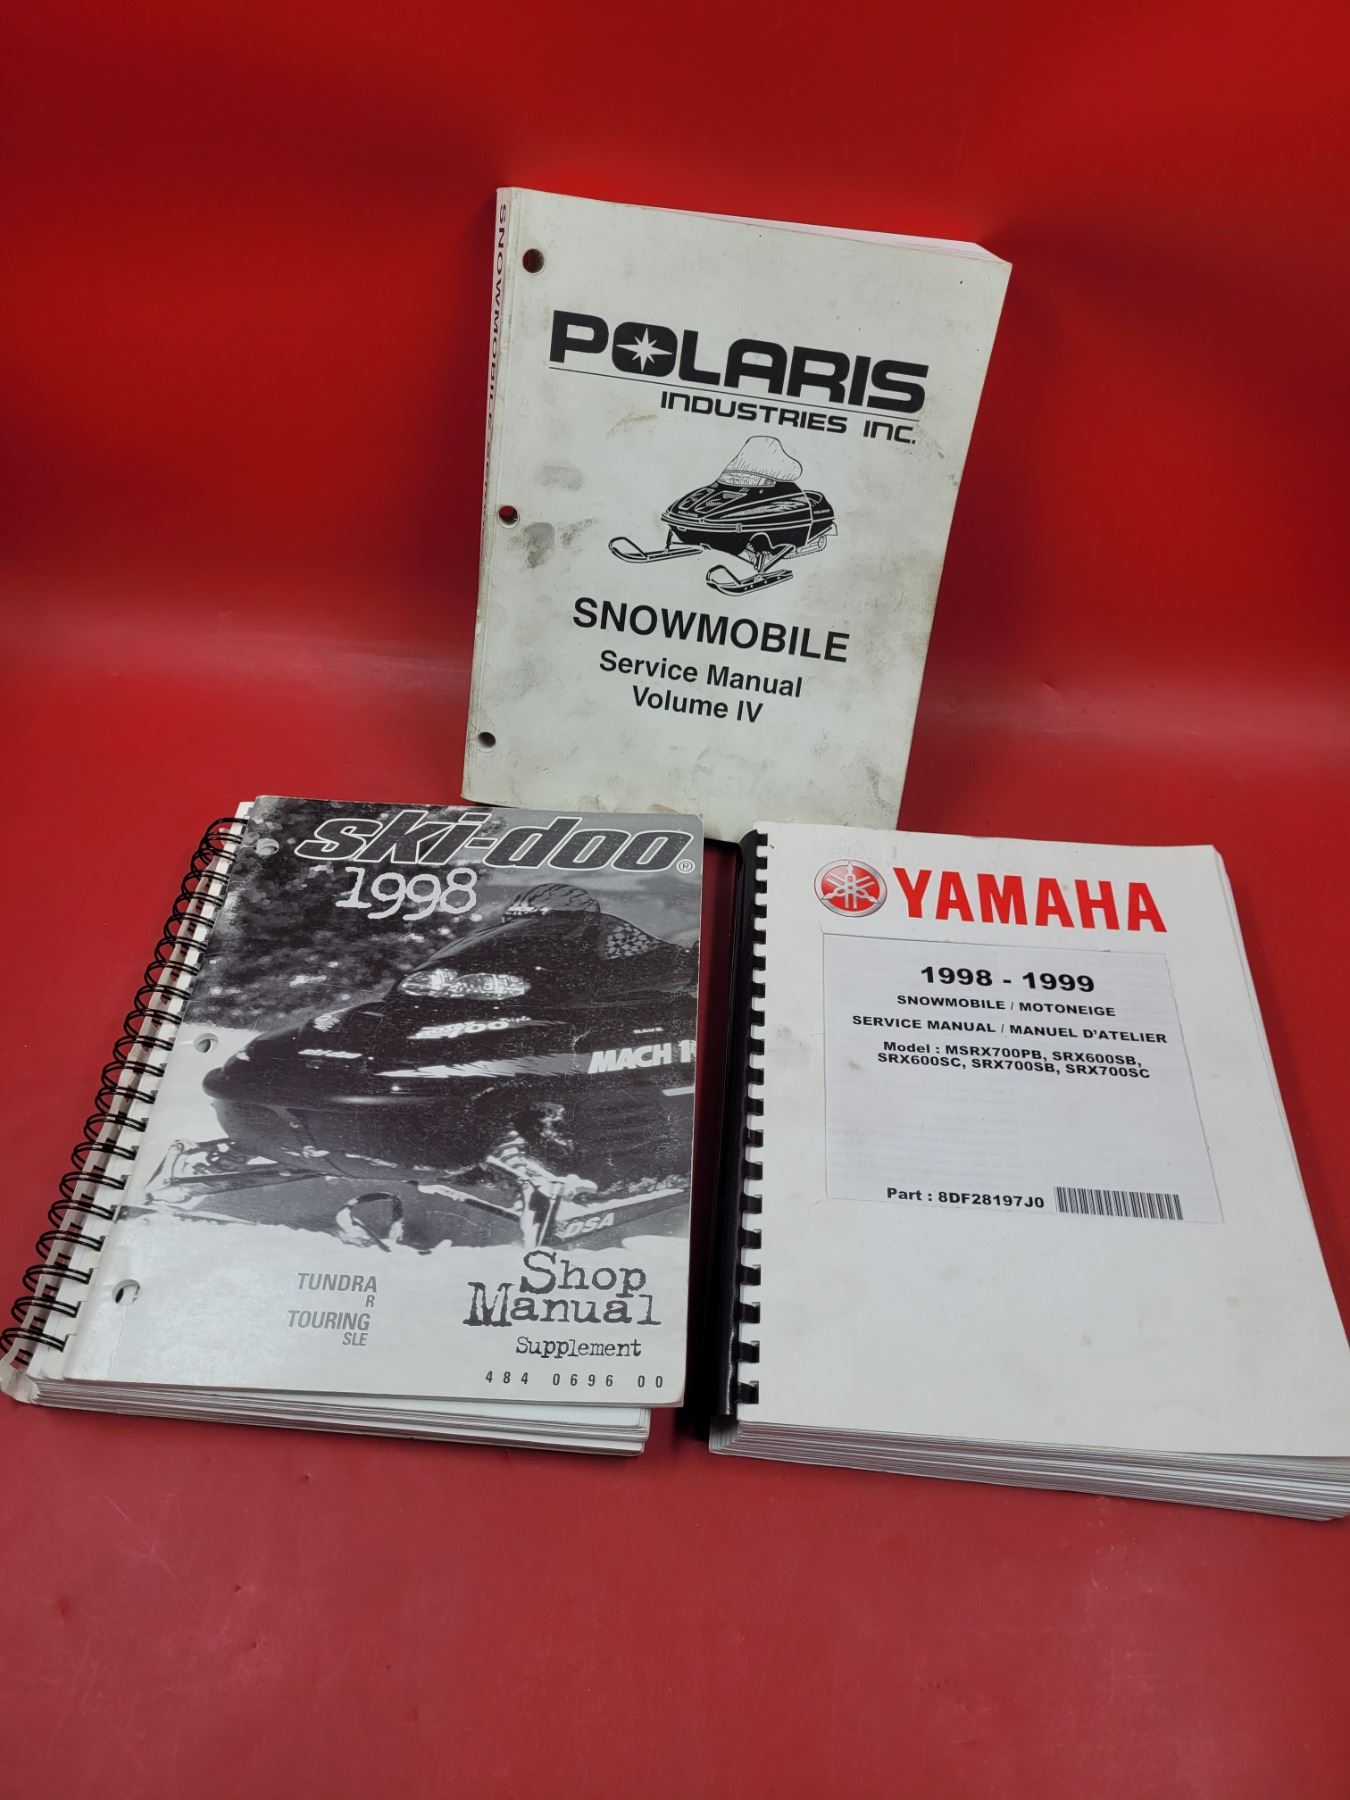 SNOWMOBILE
POLARIS
INDUSTRIES INC.
SNOWMOBILE
Service Manual
Volume IV
ski-doo®
1998
RAVE
MACH 1
DSA
TUNDRA
R
TOURING
SLE
Shop
Manual
Supplement
484 0696 00
YAMAHA
1998 - 1999
SNOWMOBILE / MOTONEIGE
SERVICE MANUAL / MANUEL D'ATELIER
Model : MSRX700PB, SRX600SB,
SRX600SC, SRX700SB, SRX700SC
Part : 8DF28197J0